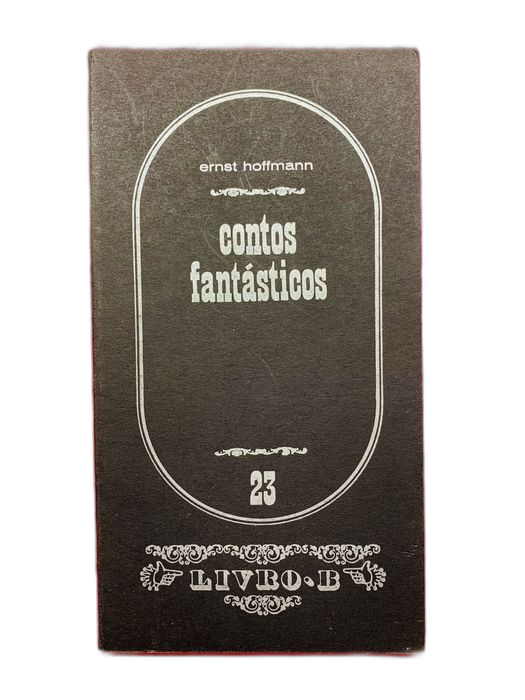 ernst hoffmann
contos
fantásticos
23
LIVRO·B